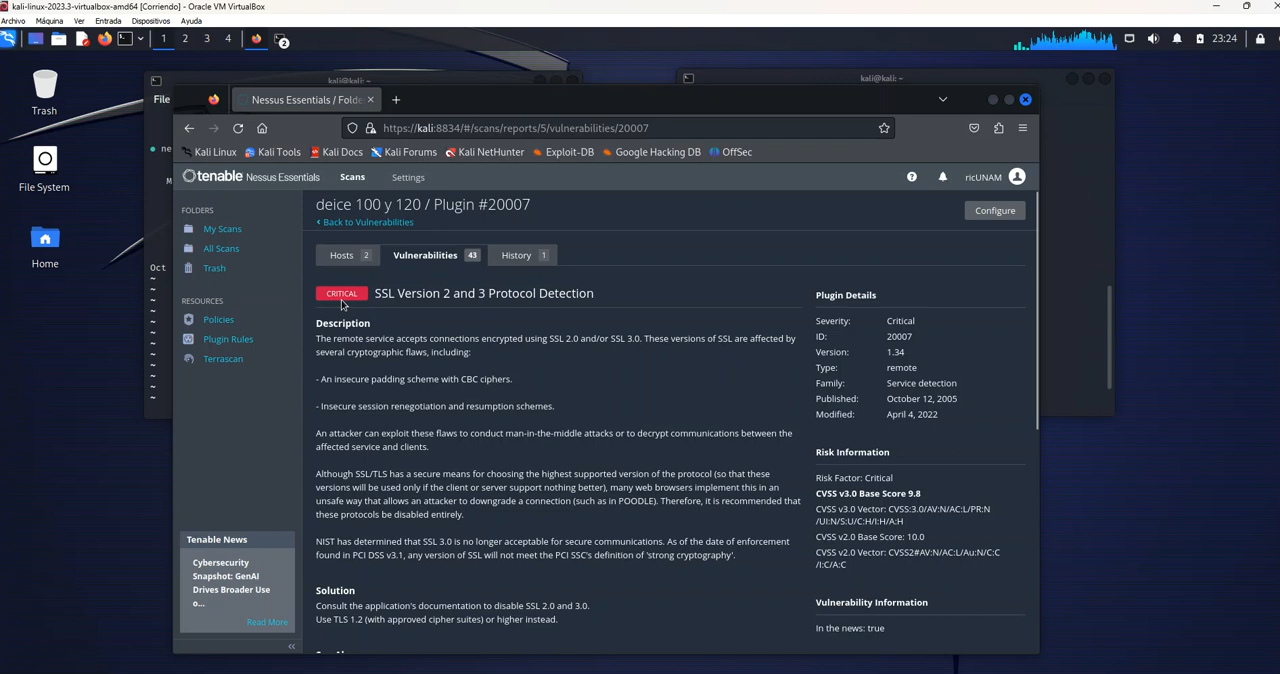 kali-linux-2023.3-virtualbox-amd64 [Corriendo] - Oracle VM VirtualBox
Archivo Máquina Ver Entrada Dispositivos Ayuda
1 2 3 4 2 23:24
Trash
File System
Home
kali@kali: ~
kali@kali: ~
File
ne
M
Oct
~
~
~
~
~
~
~
~
~
~
Nessus Essentials / Folde
https://kali:8834/#/scans/reports/5/vulnerabilities/20007
Kali Linux Kali Tools Kali Docs Kali Forums Kali NetHunter Exploit-DB Google Hacking DB OffSec
tenable Nessus Essentials Scans Settings ricUNAM
FOLDERS
My Scans
All Scans
Trash
RESOURCES
Policies
Plugin Rules
Terrascan
Tenable News
Cybersecurity
Snapshot: GenAI
Drives Broader Use
o...
Read More
deice 100 y 120 / Plugin #20007
< Back to Vulnerabilities
Configure
Hosts 2 Vulnerabilities 43 History 1
CRITICAL SSL Version 2 and 3 Protocol Detection
Description
The remote service accepts connections encrypted using SSL 2.0 and/or SSL 3.0. These versions of SSL are affected by
several cryptographic flaws, including:
- An insecure padding scheme with CBC ciphers.
- Insecure session renegotiation and resumption schemes.
An attacker can exploit these flaws to conduct man-in-the-middle attacks or to decrypt communications between the
affected service and clients.
Although SSL/TLS has a secure means for choosing the highest supported version of the protocol (so that these
versions will be used only if the client or server support nothing better), many web browsers implement this in an
unsafe way that allows an attacker to downgrade a connection (such as in POODLE). Therefore, it is recommended that
these protocols be disabled entirely.
NIST has determined that SSL 3.0 is no longer acceptable for secure communications. As of the date of enforcement
found in PCI DSS v3.1, any version of SSL will not meet the PCI SSC's definition of 'strong cryptography'.
Solution
Consult the application's documentation to disable SSL 2.0 and 3.0.
Use TLS 1.2 (with approved cipher suites) or higher instead.
Plugin Details
Severity: Critical
ID: 20007
Version: 1.34
Type: remote
Family: Service detection
Published: October 12, 2005
Modified: April 4, 2022
Risk Information
Risk Factor: Critical
CVSS v3.0 Base Score 9.8
CVSS v3.0 Vector: CVSS:3.0/AV:N/AC:L/PR:N
/UI:N/S:U/C:H/I:H/A:H
CVSS v2.0 Base Score: 10.0
CVSS v2.0 Vector: CVSS2#AV:N/AC:L/Au:N/C:C
/I:C/A:C
Vulnerability Information
In the news: true